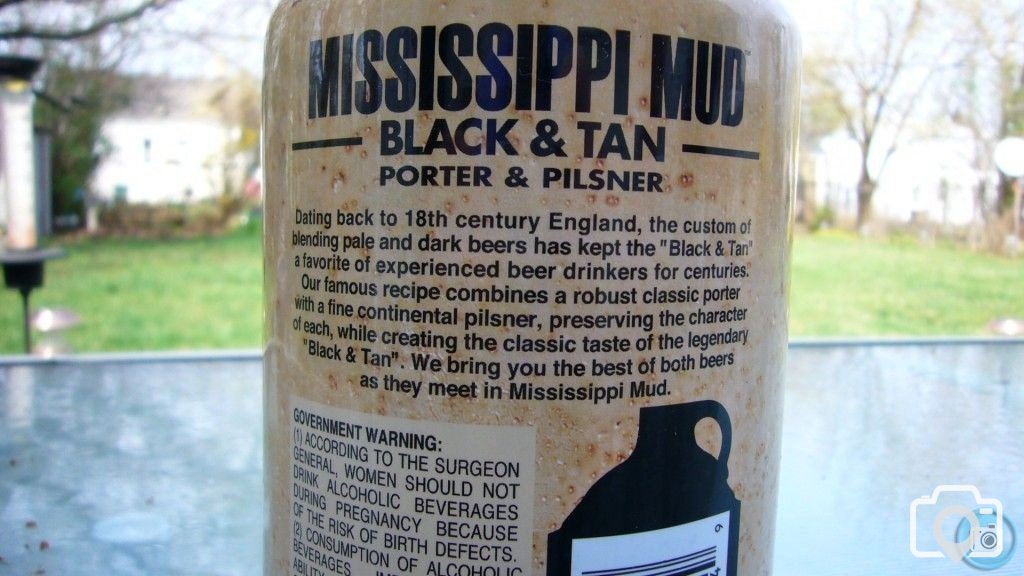 MISSISSIPPI MUD™
BLACK & TAN
PORTER & PILSNER
Dating back to 18th century England, the custom of
blending pale and dark beers has kept the "Black & Tan"
a favorite of experienced beer drinkers for centuries.
Our famous recipe combines a robust classic porter
with a fine continental pilsner, preserving the character
of each, while creating the classic taste of the legendary
"Black & Tan". We bring you the best of both beers
as they meet in Mississippi Mud.
GOVERNMENT WARNING:
(1) ACCORDING TO THE SURGEON
GENERAL, WOMEN SHOULD NOT
DRINK ALCOHOLIC BEVERAGES
DURING PREGNANCY BECAUSE
OF THE RISK OF BIRTH DEFECTS.
(2) CONSUMPTION OF ALCOHOLIC
BEVERAGES
9